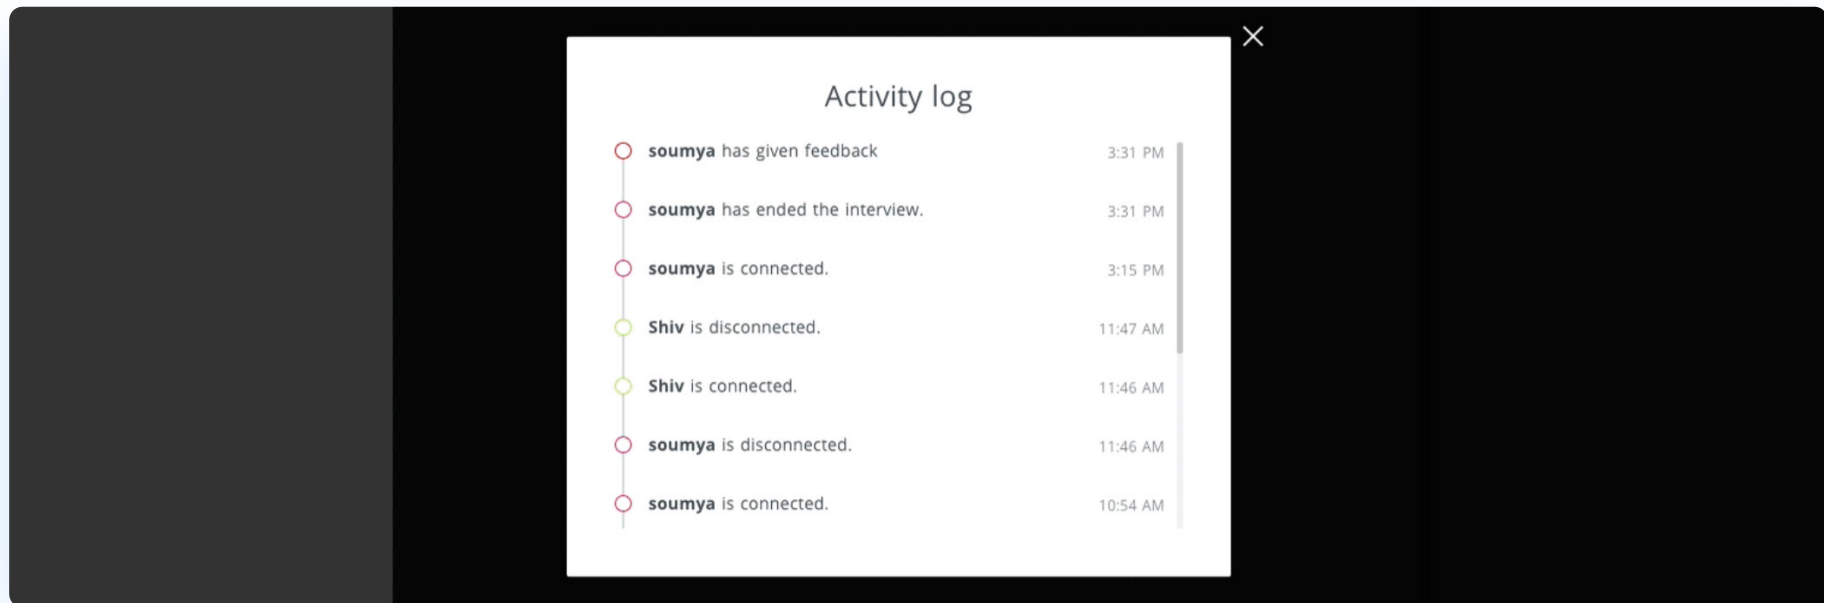 Activity log
soumya has given feedback 3:31 PM
soumya has ended the interview. 3:31 PM
soumya is connected. 3:15 PM
Shiv is disconnected. 11:47 AM
Shiv is connected. 11:46 AM
soumya is disconnected. 11:46 AM
soumya is connected. 10:54 AM